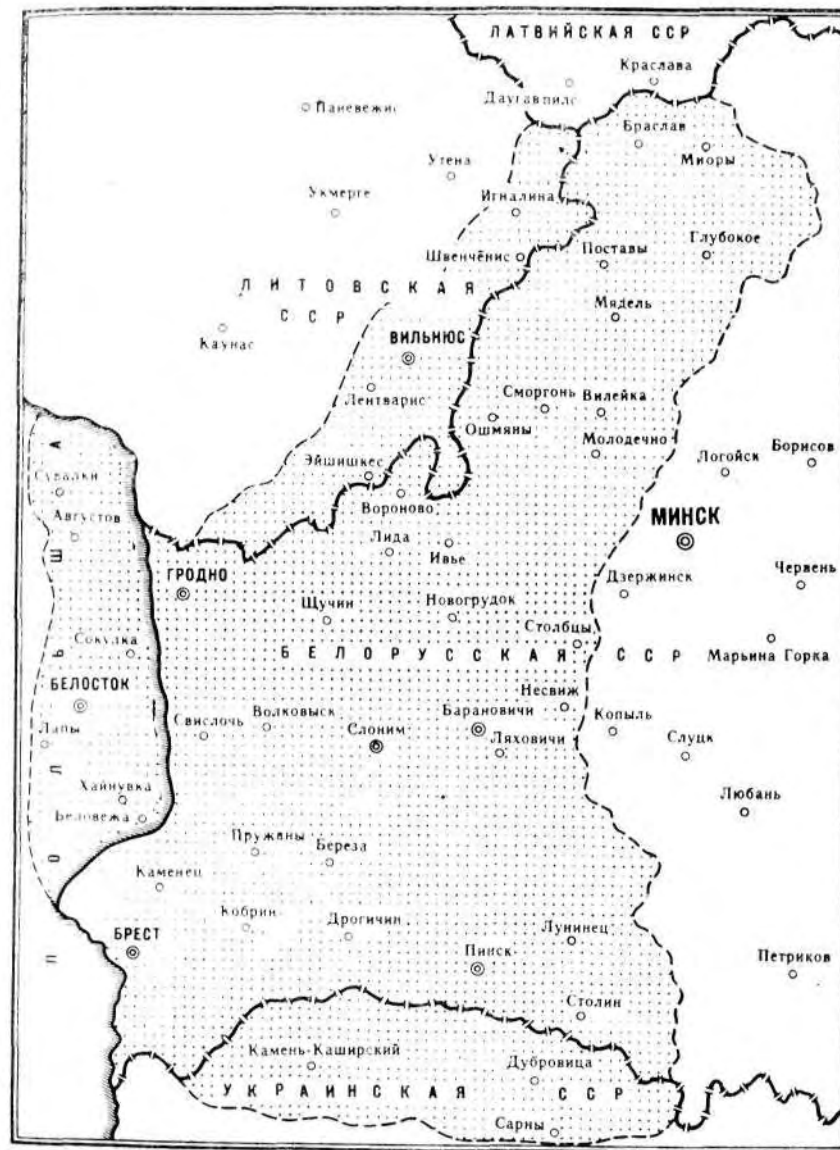 ЛАТВИЙСКАЯ ССР
Краслава
Даугавпилс
Паневежис
Браслав
Миоры
Утена
Укмерге
Игналина
Швенчёнис
Поставы
Глубокое
ЛИТОВСКАЯ
ССР
Мядель
Каунас
ВИЛЬНЮС
Лентварис
Сморгонь
Вилейка
Ошмяны
Молодечно
Эйшишкес
Логойск
Борисов
Сувалки
Вороново
Августов
МИНСК
Лида
Ивье
ГРОДНО
Дзержинск
Червень
Щучин
Новогрудок
Столбцы
Сокулка
БЕЛОРУССКАЯ ССР
Марьина Горка
БЕЛОСТОК
Несвиж
Свислочь
Волковыск
Барановичи
Копыль
Лапы
Слоним
Ляховичи
Слуцк
Хайнувка
Любань
Беловежа
Пружаны
Береза
Каменец
Кобрин
Дрогичин
Лунинец
БРЕСТ
Пинск
Петриков
ПОЛЬША
Столин
Камень-Каширский
Дубровица
УКРАИНСКАЯ ССР
Сарны